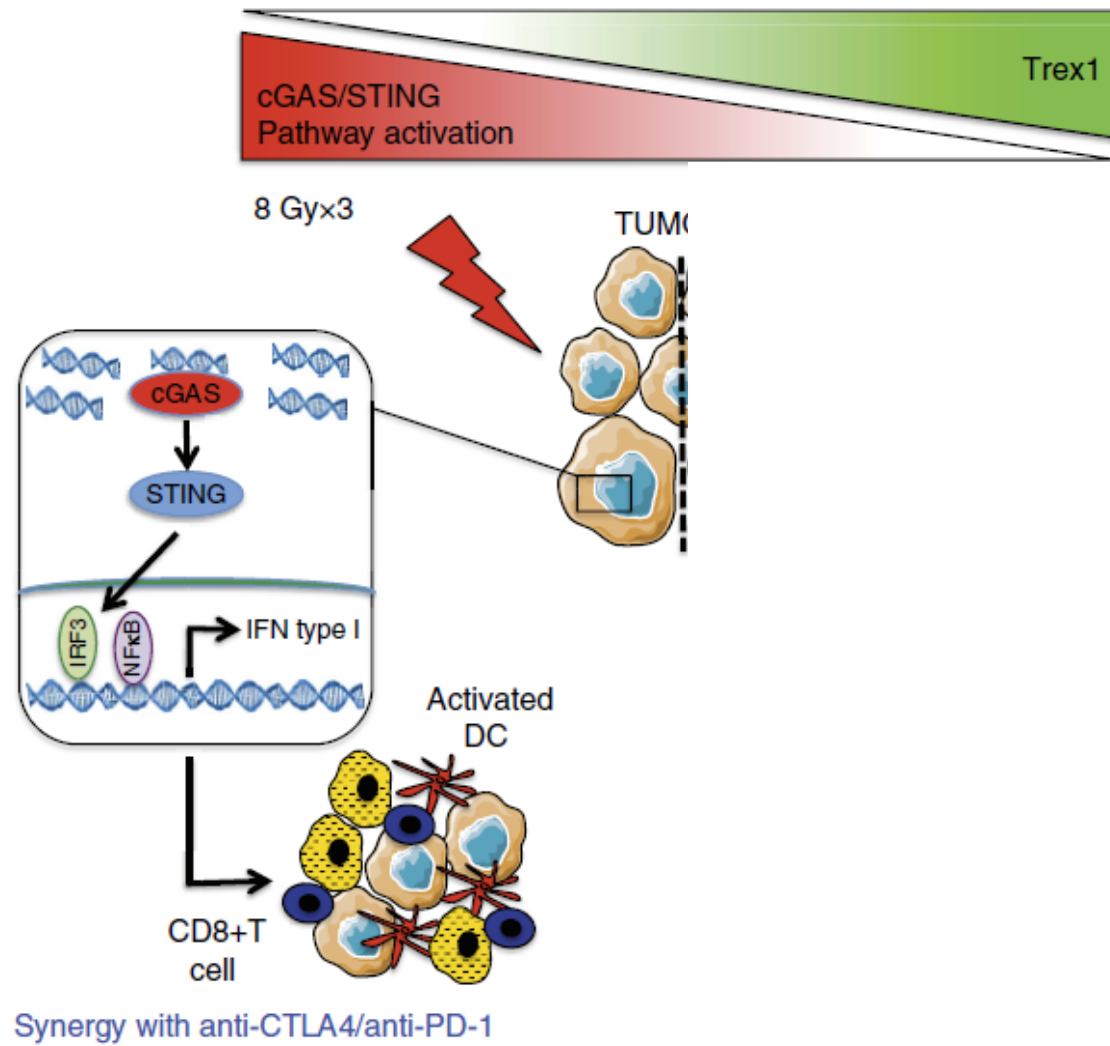 Trex1
cGAS/STING
Pathway activation
8 Gy×3
cGAS
STING
IRF3
NFκB
IFN type I
Activated
DC
CD8+T
cell
Synergy with anti-CTLA4/anti-PD-1